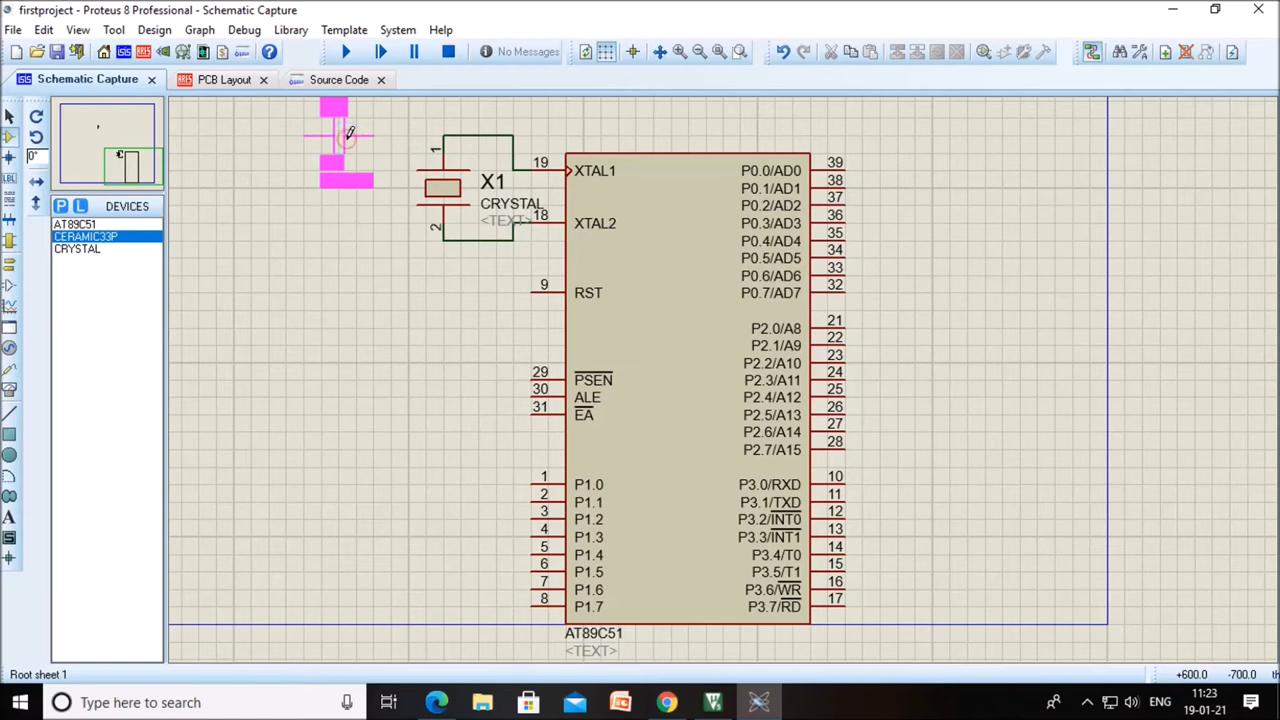 firstproject - Proteus 8 Professional - Schematic Capture
File Edit View Tool Design Graph Debug Library Template System Help
No Messages
Schematic Capture
PCB Layout
Source Code
0°
P L DEVICES
AT89C51
CERAMIC33P
CRYSTAL
LBL
A
1
2
X1
CRYSTAL
<TEXT>
19 XTAL1
18 XTAL2
9 RST
29 PSEN
30 ALE
31 EA
1 P1.0
2 P1.1
3 P1.2
4 P1.3
5 P1.4
6 P1.5
7 P1.6
8 P1.7
P0.0/AD0 39
P0.1/AD1 38
P0.2/AD2 37
P0.3/AD3 36
P0.4/AD4 35
P0.5/AD5 34
P0.6/AD6 33
P0.7/AD7 32
P2.0/A8 21
P2.1/A9 22
P2.2/A10 23
P2.3/A11 24
P2.4/A12 25
P2.5/A13 26
P2.6/A14 27
P2.7/A15 28
P3.0/RXD 10
P3.1/TXD 11
P3.2/INT0 12
P3.3/INT1 13
P3.4/T0 14
P3.5/T1 15
P3.6/WR 16
P3.7/RD 17
AT89C51
<TEXT>
Root sheet 1
+600.0 -700.0 th
Type here to search
ENG
11:23
19-01-21